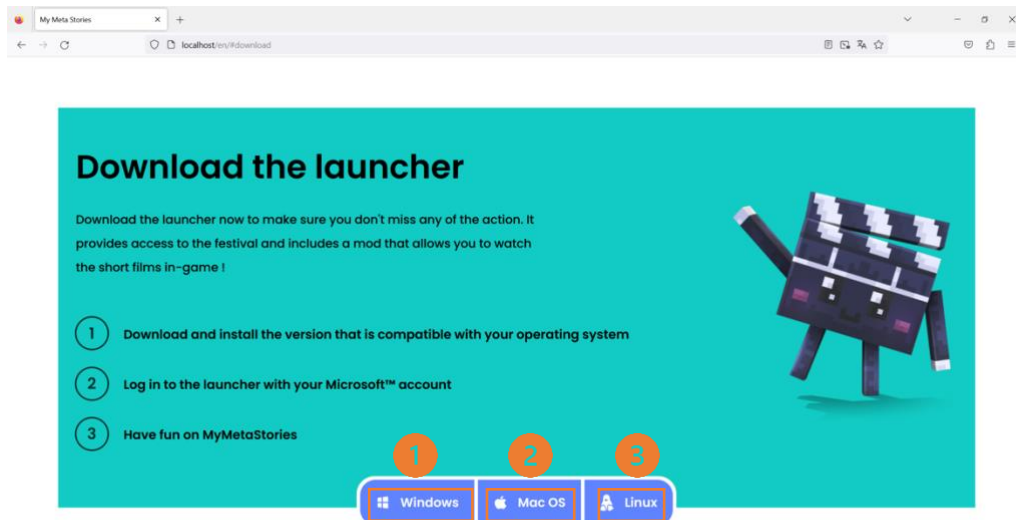 My Meta Stories
localhost/en/#download
Download the launcher
Download the launcher now to make sure you don't miss any of the action. It
provides access to the festival and includes a mod that allows you to watch
the short films in-game !
1 Download and install the version that is compatible with your operating system
2 Log in to the launcher with your Microsoft™ account
3 Have fun on MyMetaStories
1 2 3
Windows Mac OS Linux